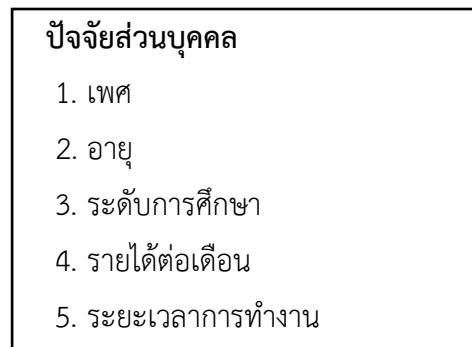 ปัจจัยส่วนบุคคล
1. เพศ
2. อายุ
3. ระดับการศึกษา
4. รายได้ต่อเดือน
5. ระยะเวลาการทำงาน